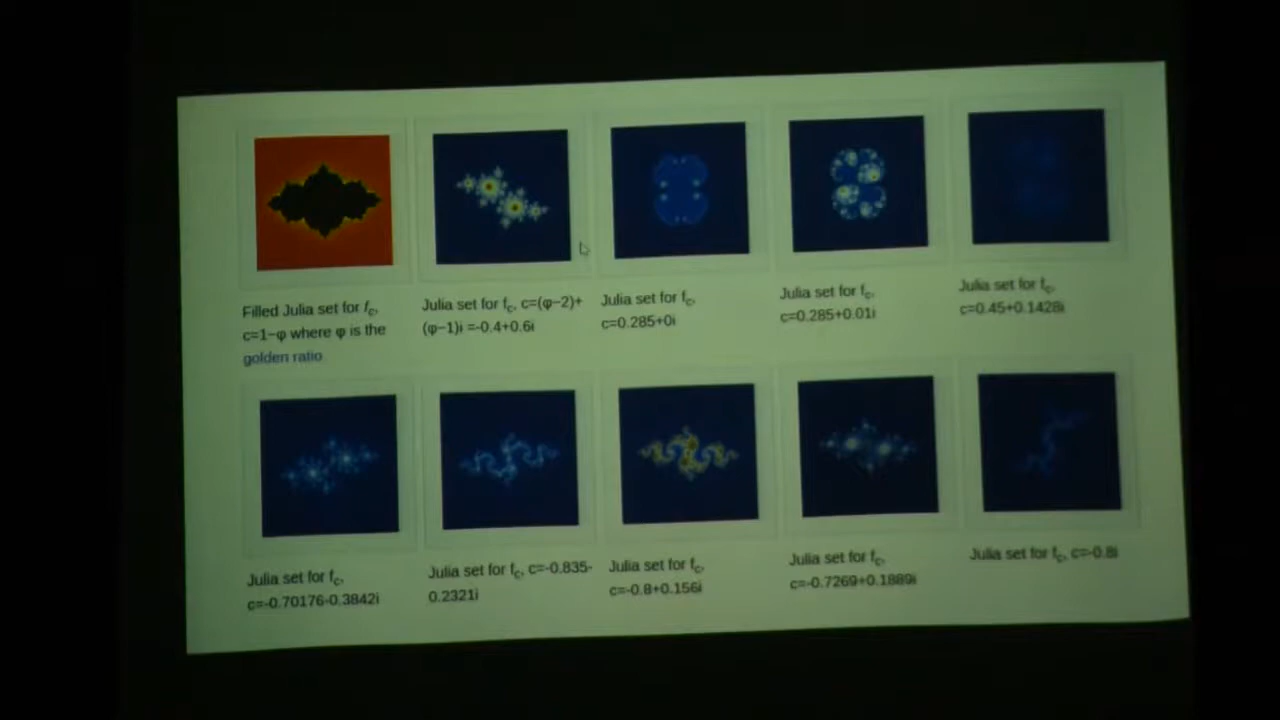 Filled Julia set for fc,
c=1−φ where φ is the
golden ratio
Julia set for fc, c=(φ−2)+
(φ−1)i =-0.4+0.6i
Julia set for fc,
c=0.285+0i
Julia set for fc,
c=0.285+0.01i
Julia set for fc,
c=0.45+0.1428i
Julia set for fc,
c=-0.70176-0.3842i
Julia set for fc, c=-0.835-
0.2321i
Julia set for fc,
c=-0.8+0.156i
Julia set for fc,
c=-0.7269+0.1889i
Julia set for fc, c=-0.8i